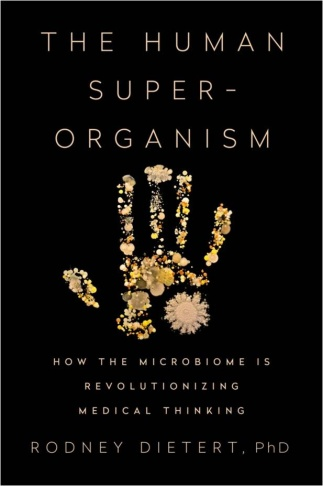 THE HUMAN
SUPER-
ORGANISM
HOW THE MICROBIOME IS
REVOLUTIONIZING
MEDICAL THINKING
RODNEY DIETERT, PhD